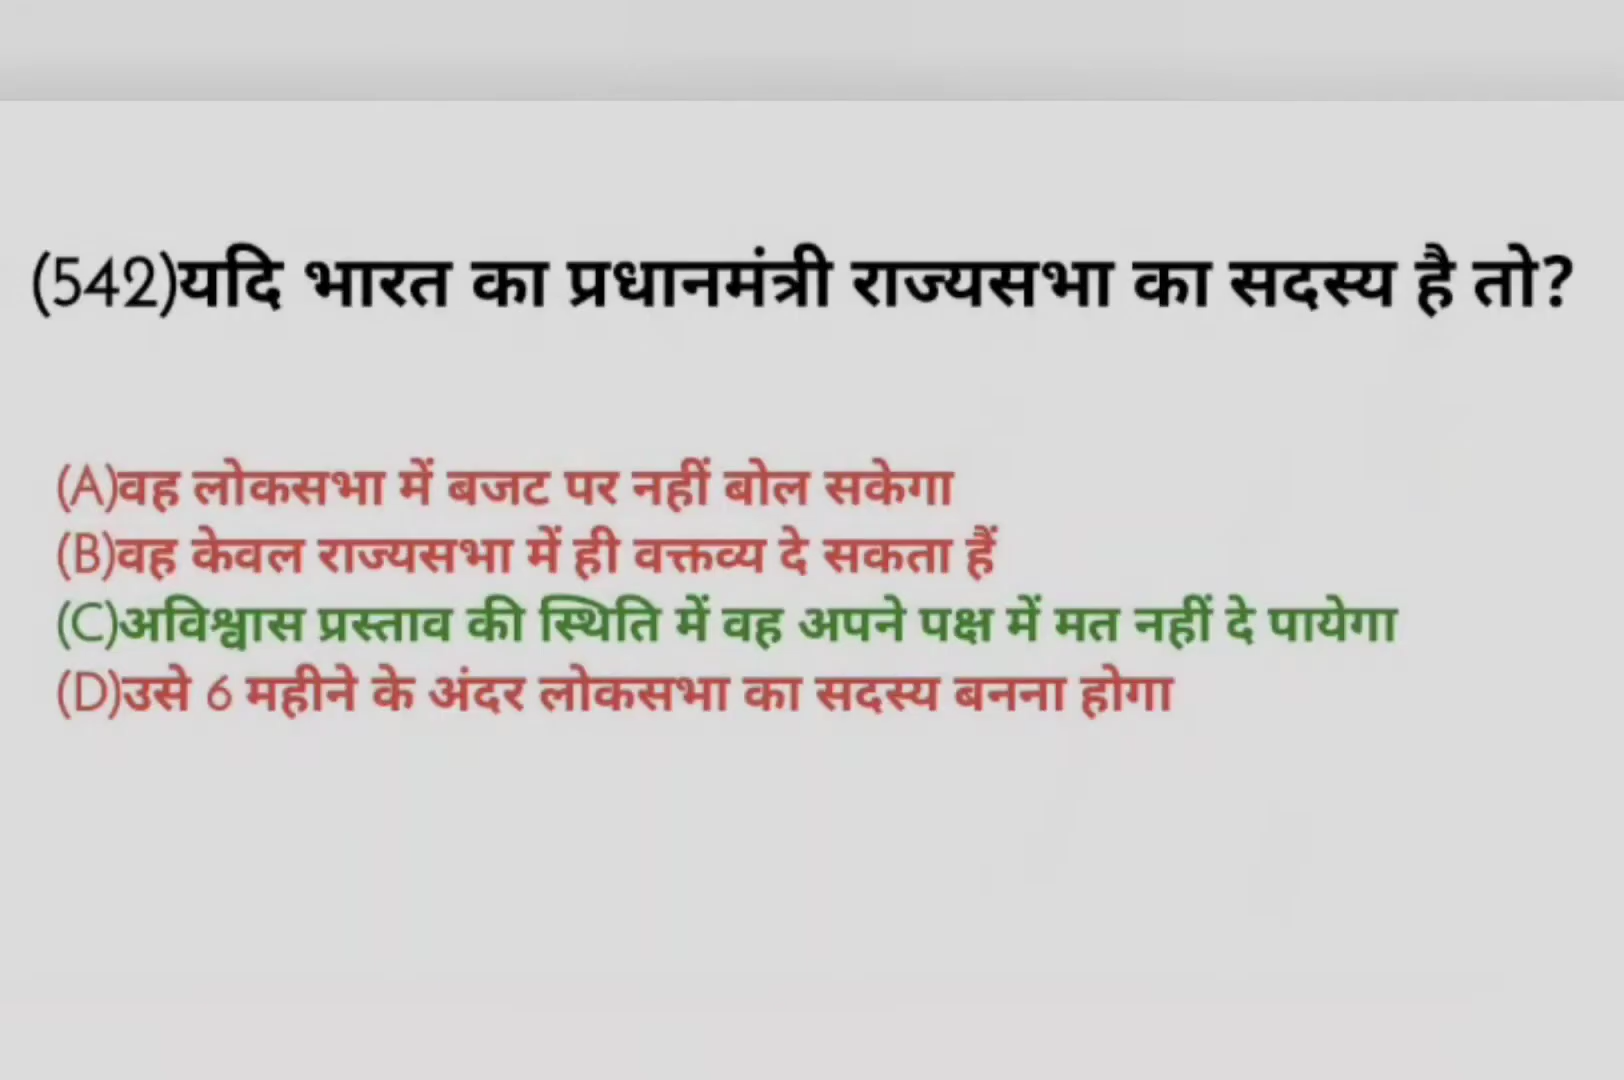 (542)यदि भारत का प्रधानमंत्री राज्यसभा का सदस्य है तो?
(A)वह लोकसभा में बजट पर नहीं बोल सकेगा
(B)वह केवल राज्यसभा में ही वक्तव्य दे सकता हैं
(C)अविश्वास प्रस्ताव की स्थिति में वह अपने पक्ष में मत नहीं दे पायेगा
(D)उसे 6 महीने के अंदर लोकसभा का सदस्य बनना होगा